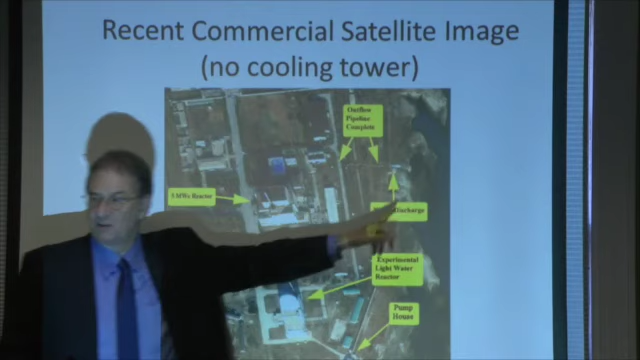 Recent Commercial Satellite Image
(no cooling tower)
Outflow
Pipeline
Complete
5 MWe Reactor
Discharge
Experimental
Light Water
Reactor
Pump
House